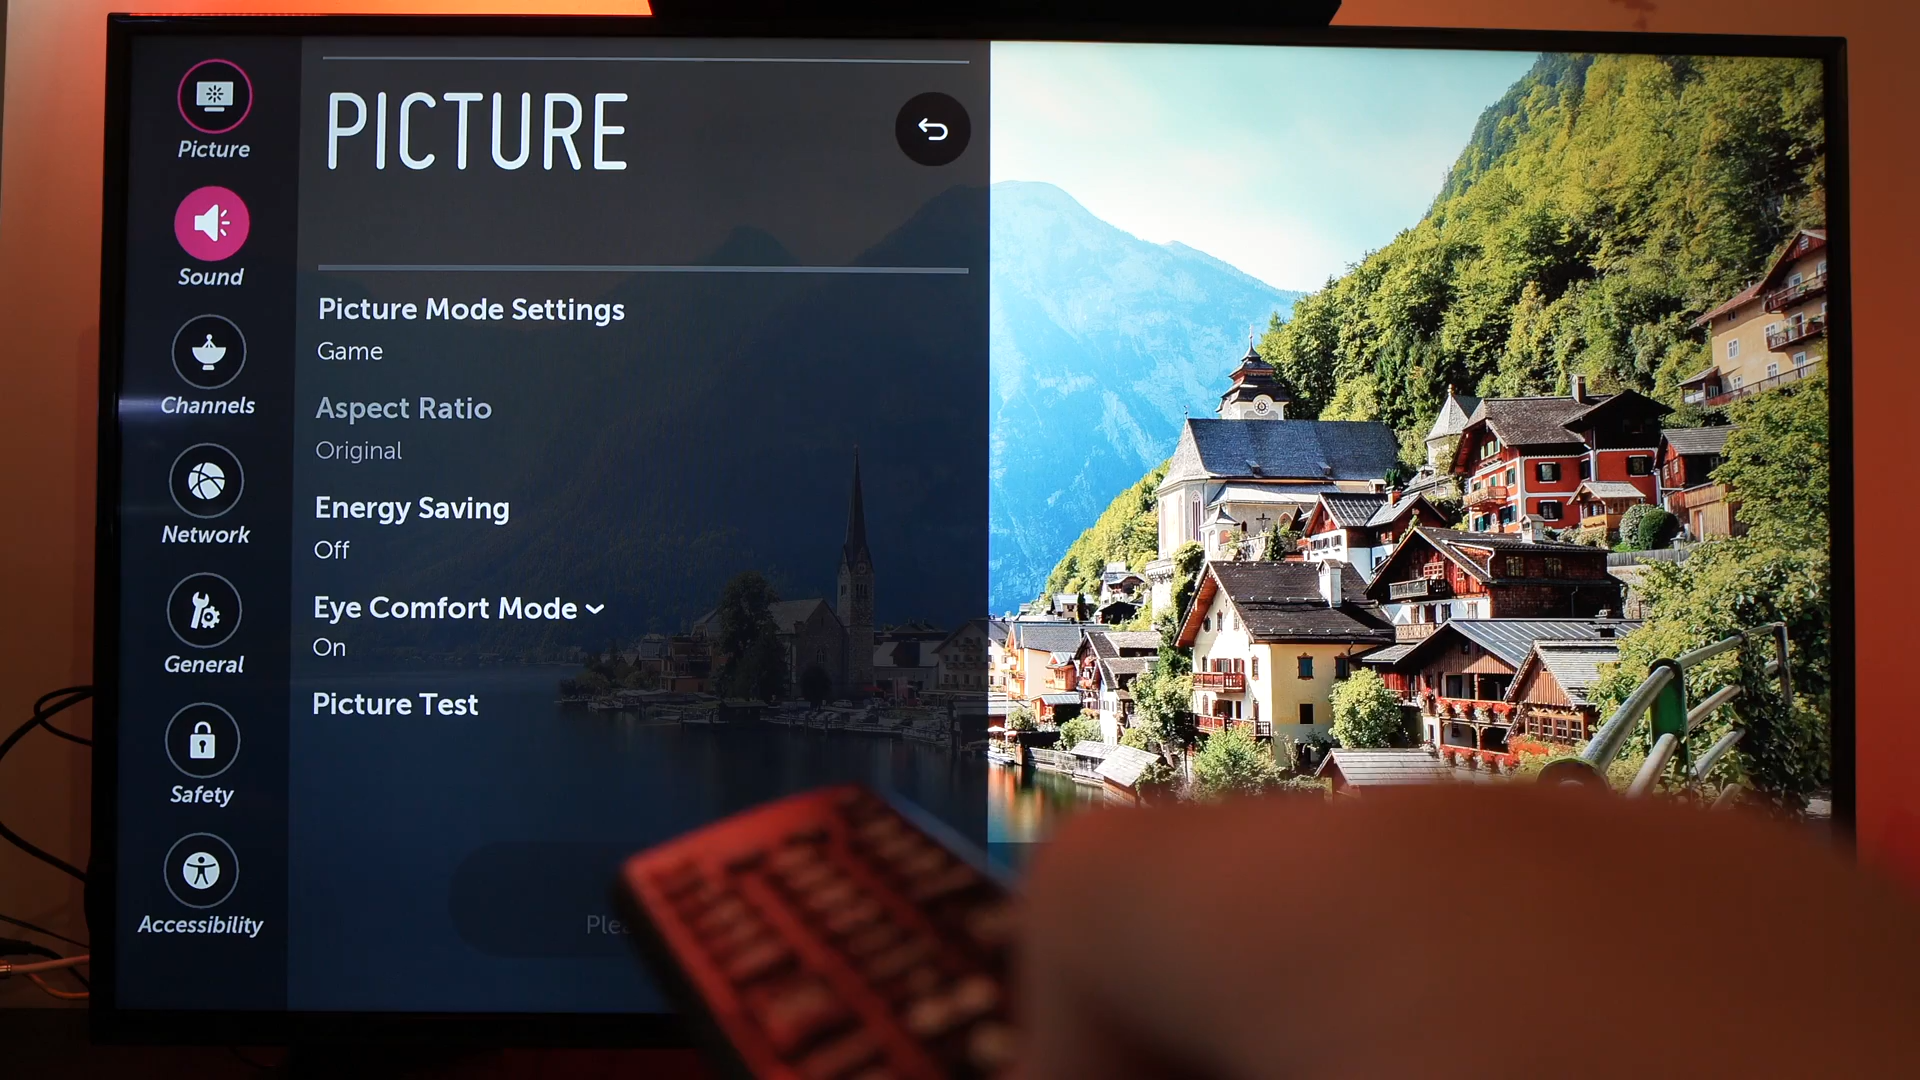 Picture
Sound
Channels
Network
General
Safety
Accessibility
PICTURE
Picture Mode Settings
Game
Aspect Ratio
Original
Energy Saving
Off
Eye Comfort Mode
On
Picture Test